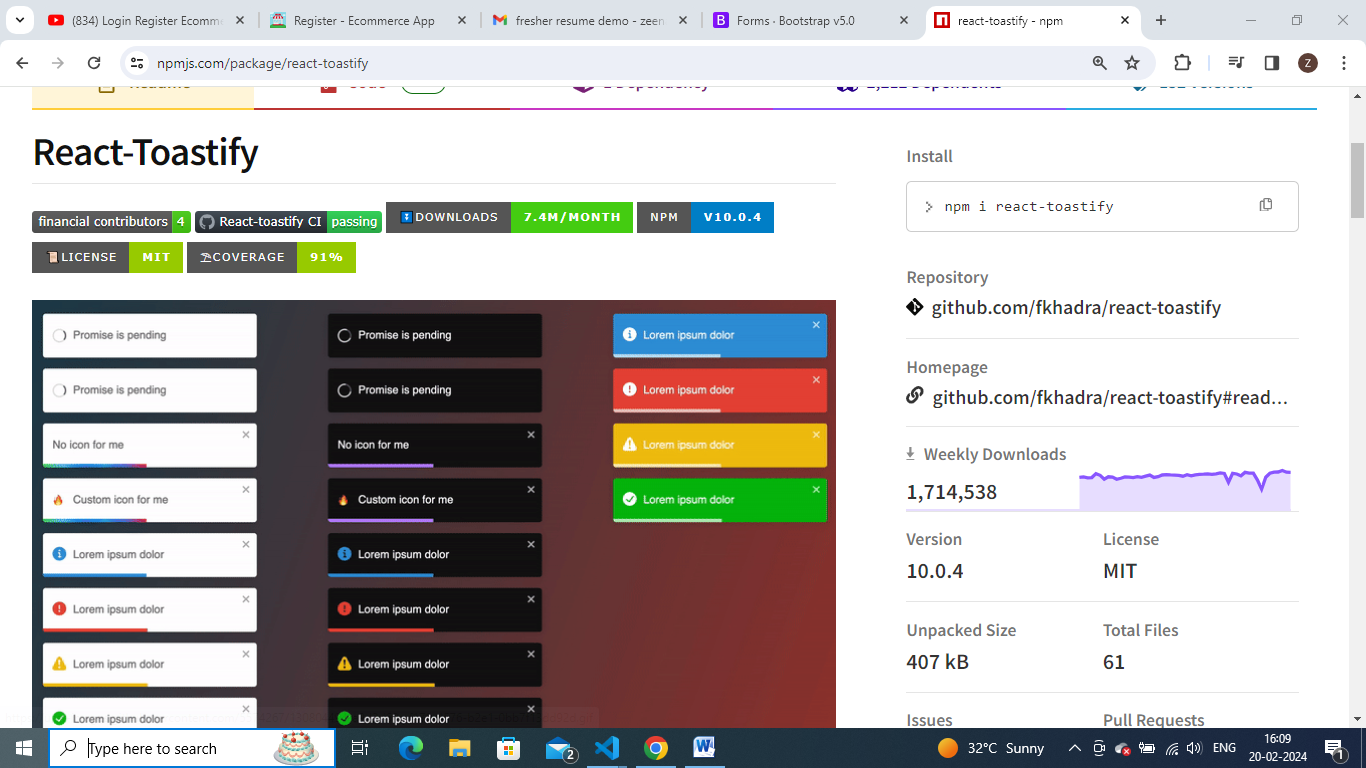 (834) Login Register Ecomme
Register - Ecommerce App
fresher resume demo - zeen
Forms · Bootstrap v5.0
react-toastify - npm
npmjs.com/package/react-toastify
Z
React-Toastify
financial contributors 4
React-toastify CI passing
DOWNLOADS 7.4M/MONTH
NPM V10.0.4
LICENSE MIT
COVERAGE 91%
Promise is pending
Promise is pending
No icon for me
Custom icon for me
Lorem ipsum dolor
Lorem ipsum dolor
Lorem ipsum dolor
Lorem ipsum dolor
Promise is pending
Promise is pending
No icon for me
Custom icon for me
Lorem ipsum dolor
Lorem ipsum dolor
Lorem ipsum dolor
Lorem ipsum dolor
Lorem ipsum dolor
Lorem ipsum dolor
Lorem ipsum dolor
Lorem ipsum dolor
Install
> npm i react-toastify
Repository
github.com/fkhadra/react-toastify
Homepage
github.com/fkhadra/react-toastify#read...
Weekly Downloads
1,714,538
Version
License
10.0.4
MIT
Unpacked Size
Total Files
407 kB
61
Issues
Pull Requests
Type here to search
2
32°C Sunny
ENG
16:09
20-02-2024
1